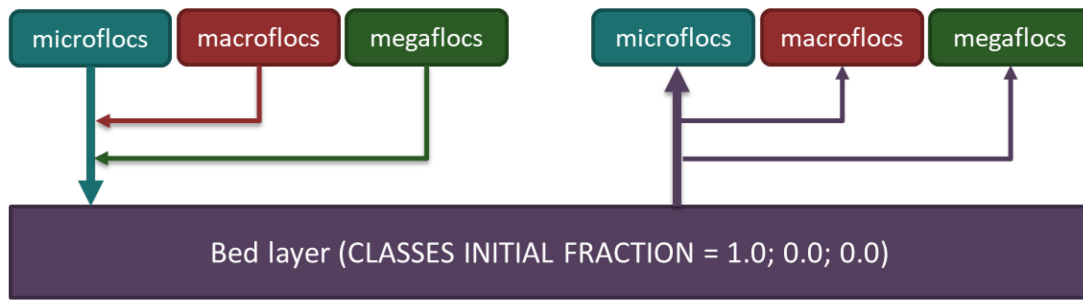 microflocs
macroflocs
megaflocs
microflocs
macroflocs
megaflocs
Bed layer (CLASSES INITIAL FRACTION = 1.0; 0.0; 0.0)